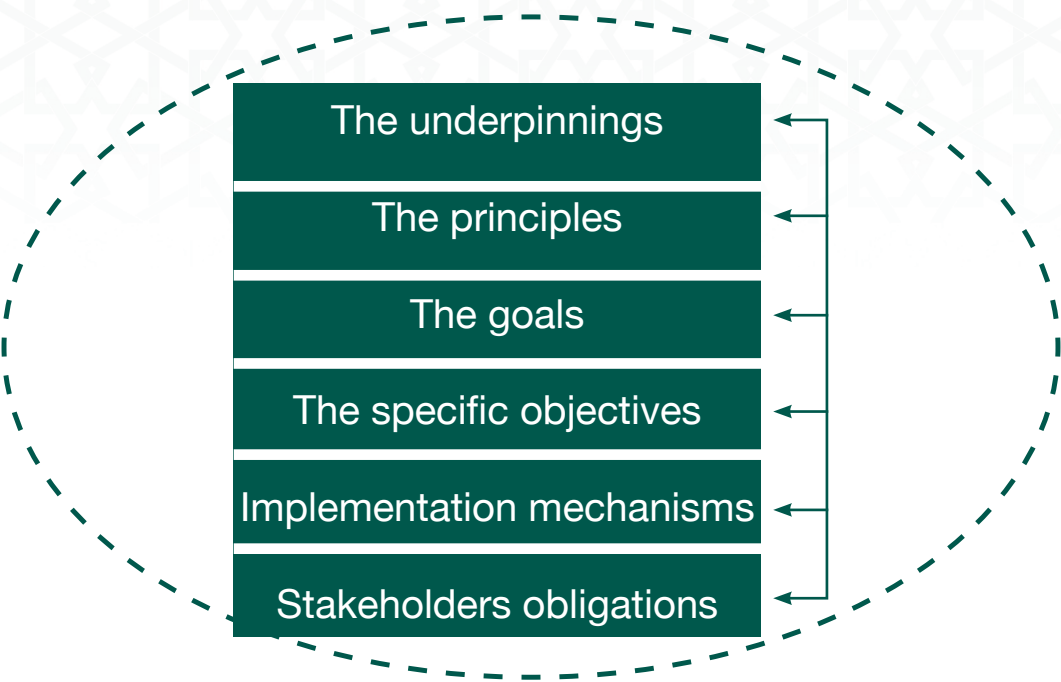 The underpinnings
The principles
The goals
The specific objectives
Implementation mechanisms
Stakeholders obligations